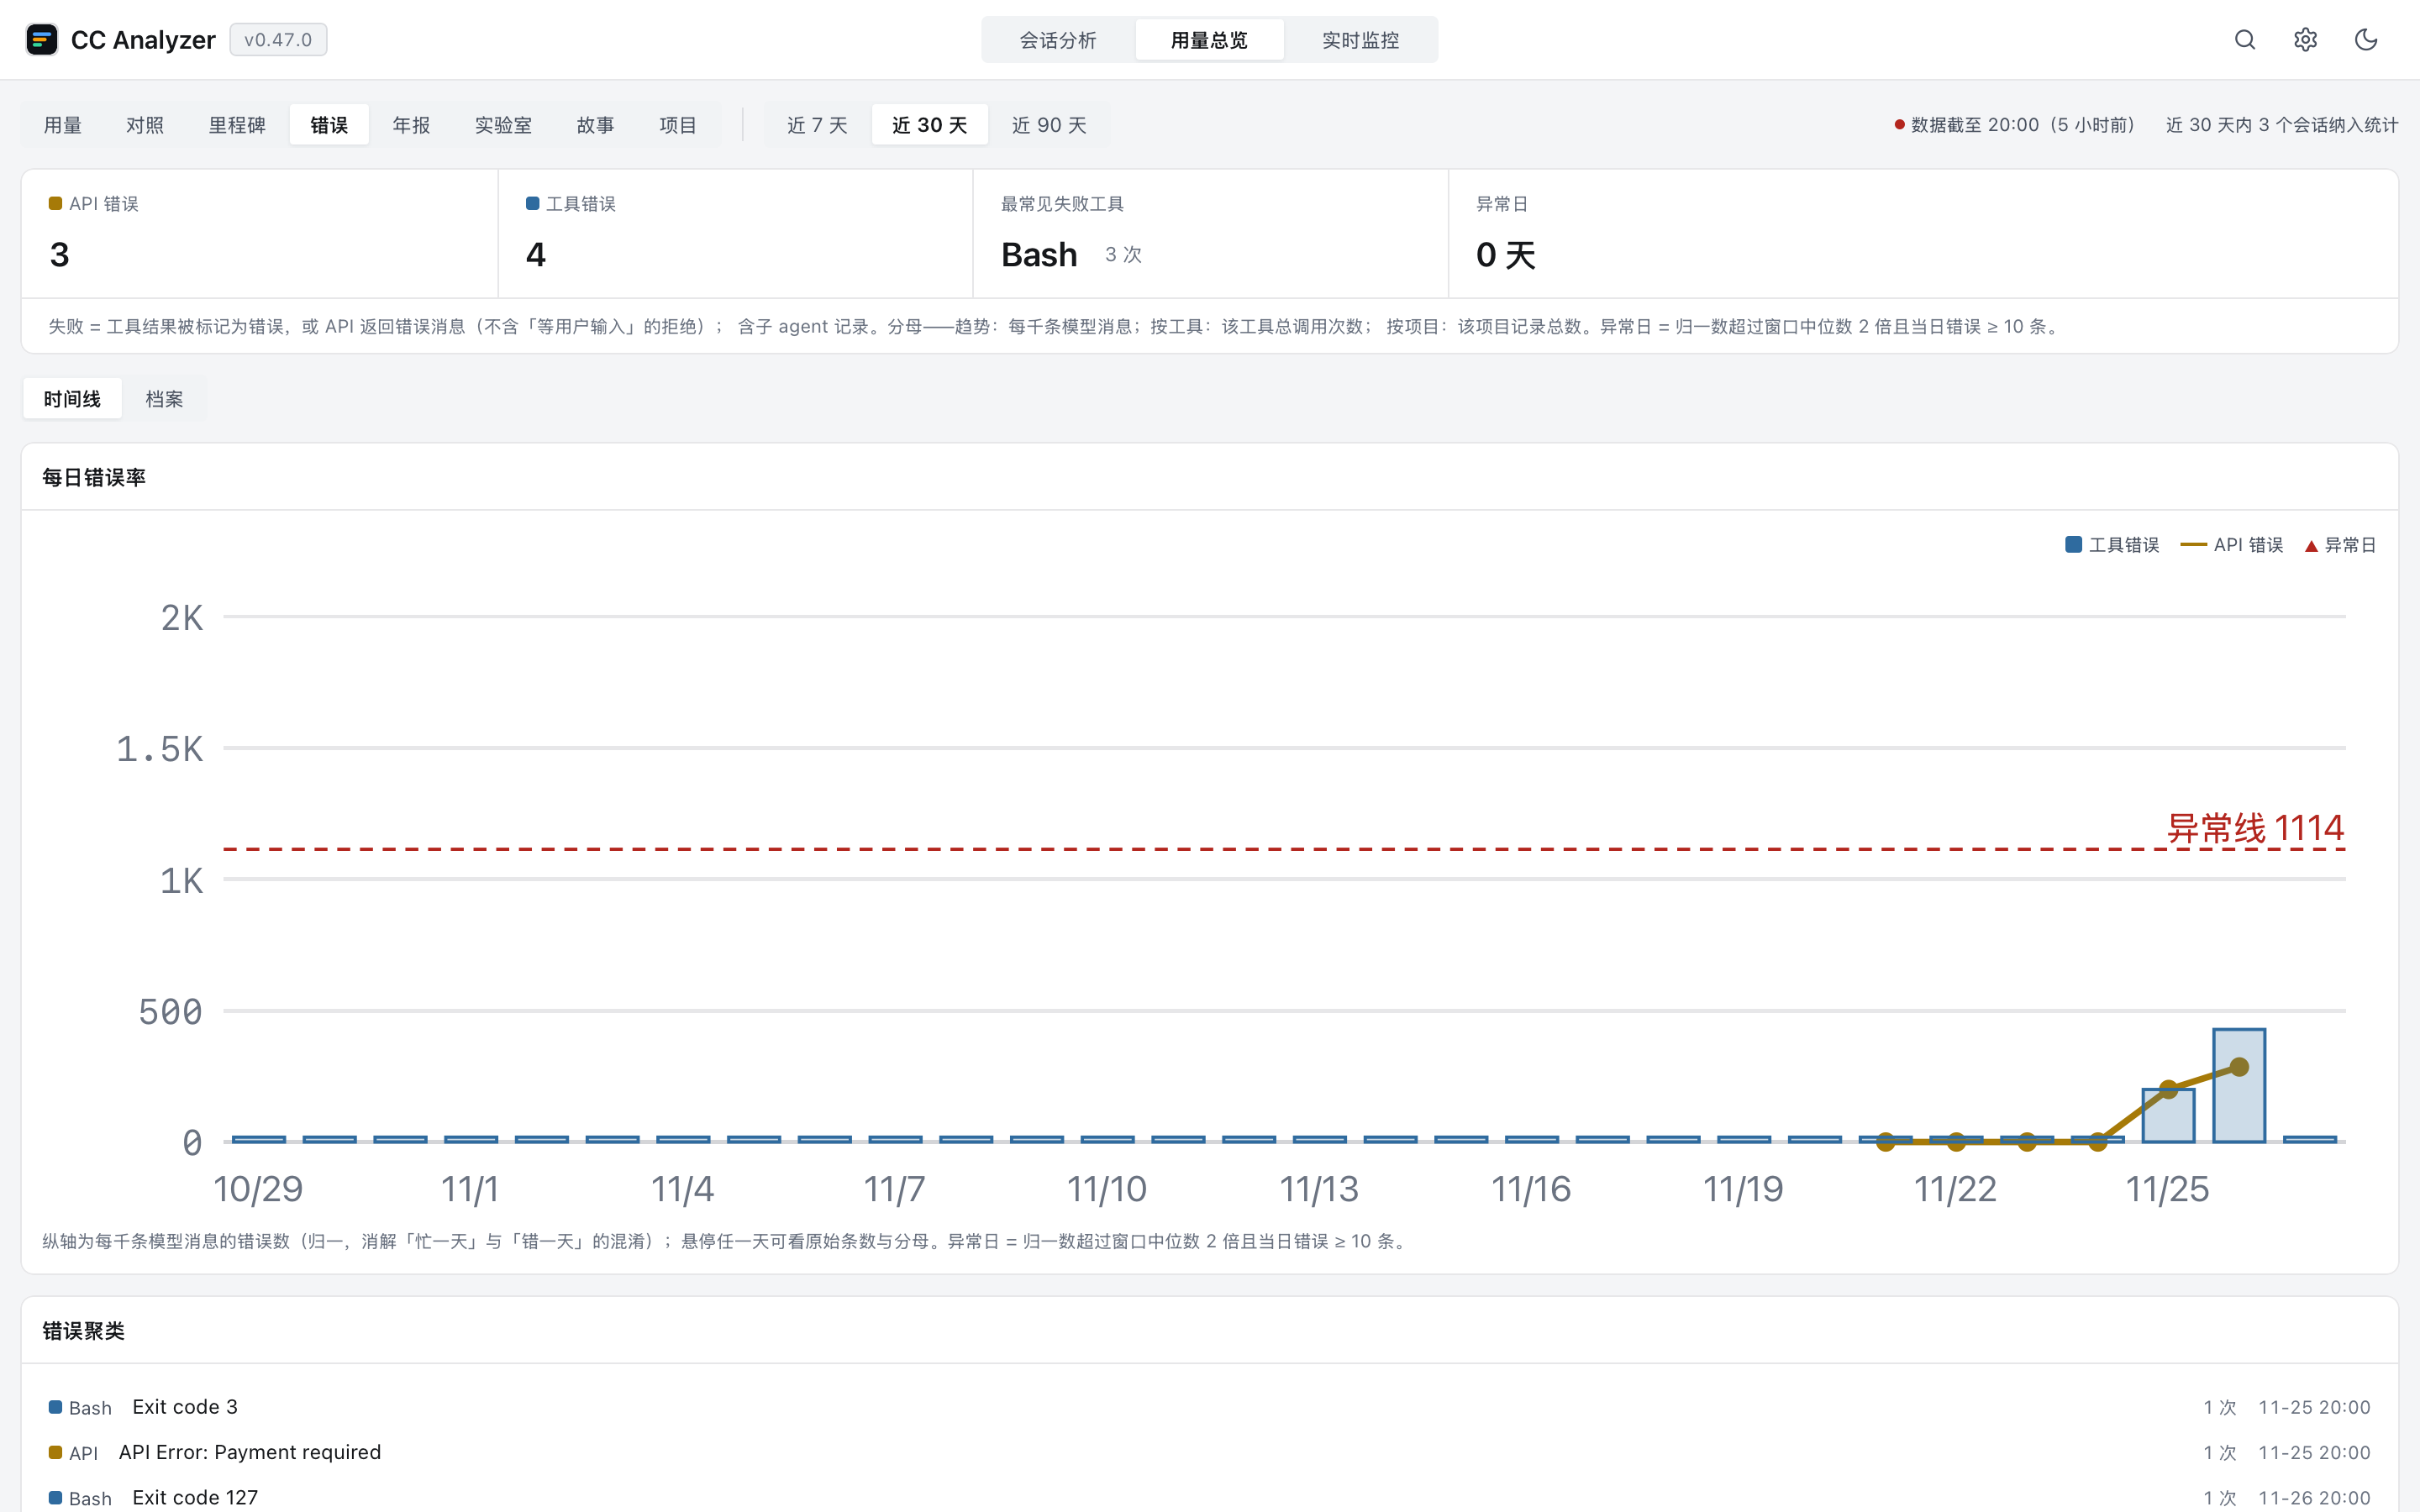 CC Analyzer v0.47.0 会话分析 用量总览 实时监控
用量 对照 里程碑 错误 年报 实验室 故事 项目 近 7 天 近 30 天 近 90 天 数据截至 20:00（5 小时前） 近 30 天内 3 个会话纳入统计
API 错误 工具错误 最常见失败工具 异常日
3 4 Bash 3 次 0 天
失败 = 工具结果被标记为错误，或 API 返回错误消息（不含「等用户输入」的拒绝）； 含子 agent 记录。分母——趋势：每千条模型消息；按工具：该工具总调用次数； 按项目：该项目记录总数。异常日 = 归一数超过窗口中位数 2 倍且当日错误 ≥ 10 条。
时间线 档案
每日错误率
工具错误 API 错误 异常日
2K
1.5K
异常线 1114
1K
500
0
10/29 11/1 11/4 11/7 11/10 11/13 11/16 11/19 11/22 11/25
纵轴为每千条模型消息的错误数（归一，消解「忙一天」与「错一天」的混淆）；悬停任一天可看原始条数与分母。异常日 = 归一数超过窗口中位数 2 倍且当日错误 ≥ 10 条。
错误聚类
Bash Exit code 3 1 次 11-25 20:00
API API Error: Payment required 1 次 11-25 20:00
Bash Exit code 127 1 次 11-26 20:00